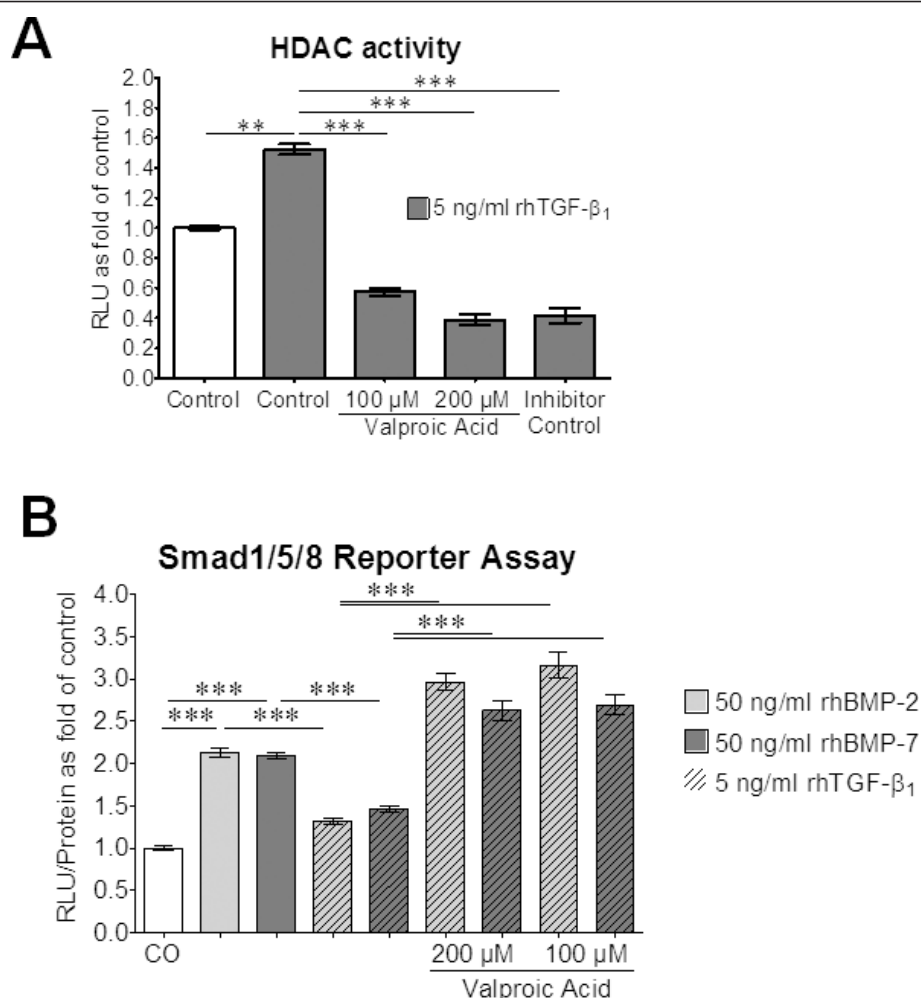 A
HDAC activity
RLU as fold of control
2.0
1.8
1.6
1.4
1.2
1.0
0.8
0.6
0.4
0.2
0.0
***
***
** ***
5 ng/ml rhTGF-β1
Control Control 100 µM 200 µM Inhibitor
Valproic Acid Control
B
Smad1/5/8 Reporter Assay
RLU/Protein as fold of control
4.0
3.5
3.0
2.5
2.0
1.5
1.0
0.5
0.0
***
***
*** ***
*** ***
50 ng/ml rhBMP-2
50 ng/ml rhBMP-7
5 ng/ml rhTGF-β1
CO 200 µM 100 µM
Valproic Acid